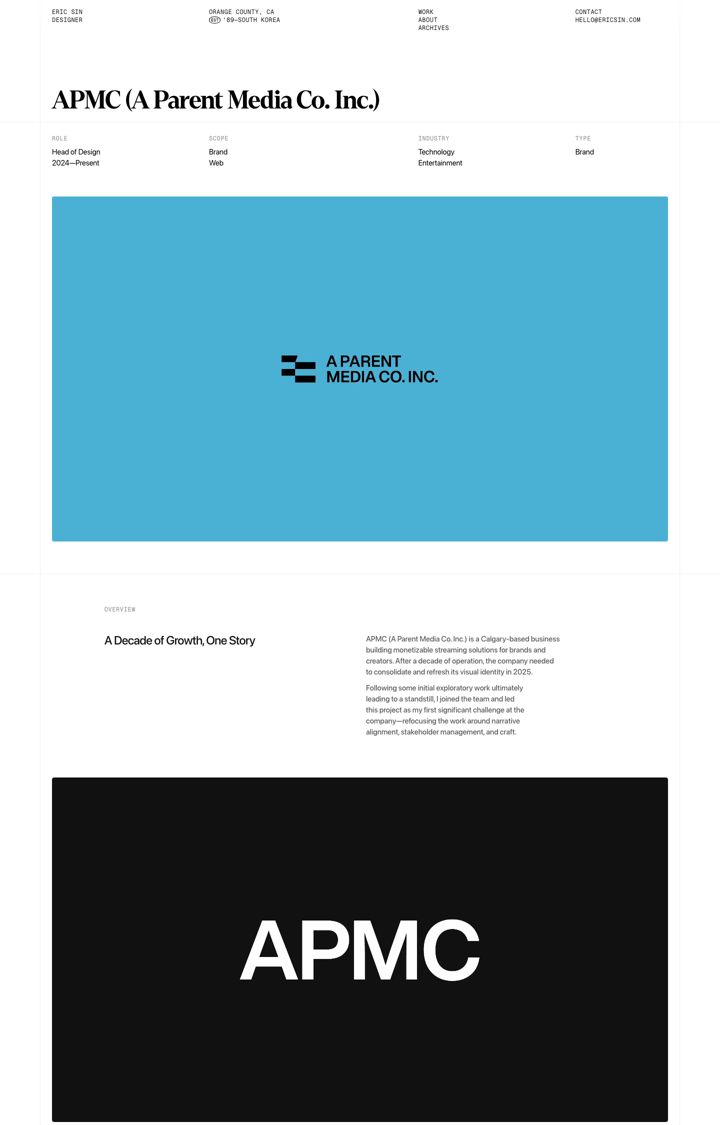 ERIC SIN
DESIGNER
ORANGE COUNTY, CA
EST '89—SOUTH KOREA
WORK
ABOUT
ARCHIVES
CONTACT
HELLO@ERICSIN.COM
APMC (A Parent Media Co. Inc.)
ROLE
Head of Design
2024—Present
SCOPE
Brand
Web
INDUSTRY
Technology
Entertainment
TYPE
Brand
A PARENT
MEDIA CO. INC.
OVERVIEW
A Decade of Growth, One Story
APMC (A Parent Media Co. Inc.) is a Calgary-based business
building monetizable streaming solutions for brands and
creators. After a decade of operation, the company needed
to consolidate and refresh its visual identity in 2025.
Following some initial exploratory work ultimately
leading to a standstill, I joined the team and led
this project as my first significant challenge at the
company—refocusing the work around narrative
alignment, stakeholder management, and craft.
APMC